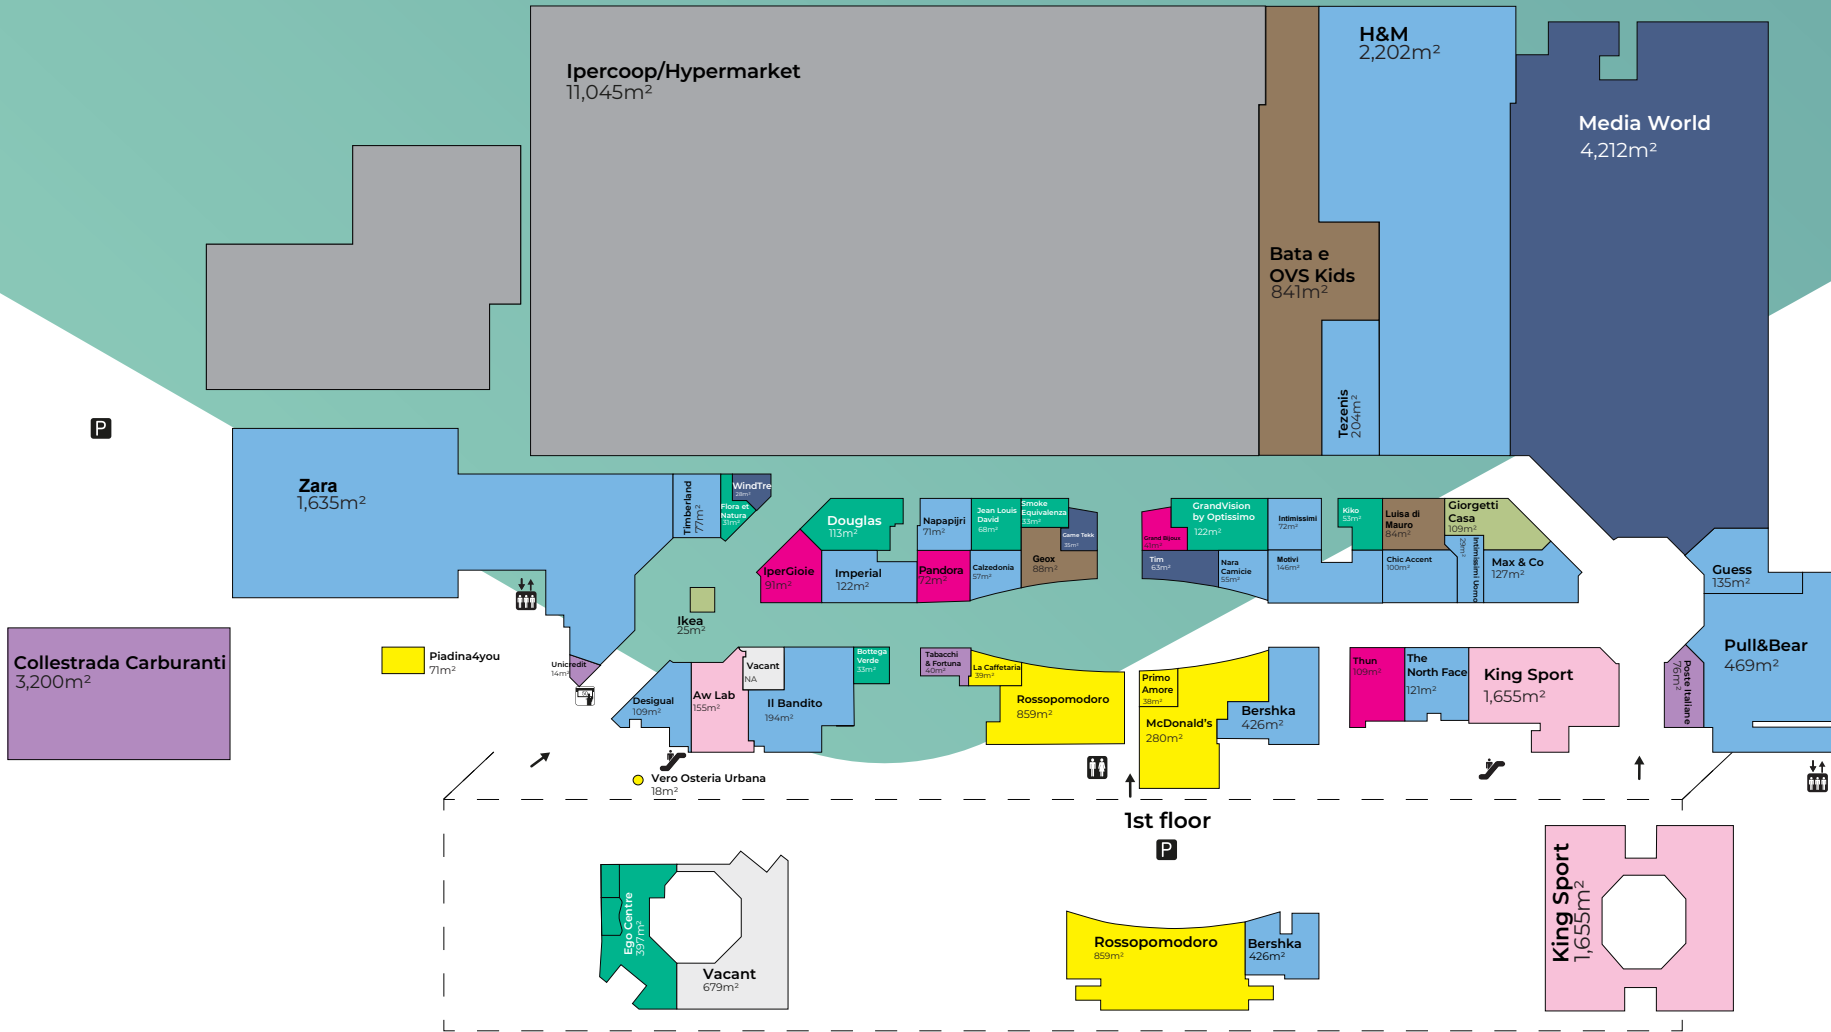 Ipercoop/Hypermarket
11,045m²
H&M
2,202m²
Media World
4,212m²
Bata e
OVS Kids
841m²
Tezenis
204m²
P
Zara
1,635m²
Timberland
77m²
WindTre
28m²
Flora et
Natura
31m²
Douglas
113m²
Napapijri
71m²
Jean Louis
David
68m²
Smoke
Equivalenza
33m²
Game Tekk
35m²
GrandVision
by Optissimo
122m²
Grand Bijoux
41m²
Intimissimi
72m²
Kiko
53m²
Luisa di
Mauro
84m²
Giorgetti
Casa
109m²
IperGioie
91m²
Imperial
122m²
Pandora
72m²
Calzedonia
57m²
Geox
88m²
Tim
63m²
Nara
Camicie
55m²
Motivi
146m²
Chic Accent
100m²
Intimissimi Uomo
29m²
Max & Co
127m²
Guess
135m²
Ikea
25m²
Collestrada Carburanti
3,200m²
Piadina4you
71m²
Unicredit
14m²
Desigual
109m²
Aw Lab
155m²
Vacant
NA
Il Bandito
194m²
Bottega
Verde
33m²
Tabacchi
& Fortuna
40m²
La Caffetaria
39m²
Rossopomodoro
859m²
Primo
Amore
38m²
McDonald's
280m²
Bershka
426m²
Thun
109m²
The
North Face
121m²
King Sport
1,655m²
Poste Italiane
76m²
Pull&Bear
469m²
Vero Osteria Urbana
18m²
1st floor
P
Ego Centre
397m²
Vacant
679m²
Rossopomodoro
859m²
Bershka
426m²
King Sport
1,655m²